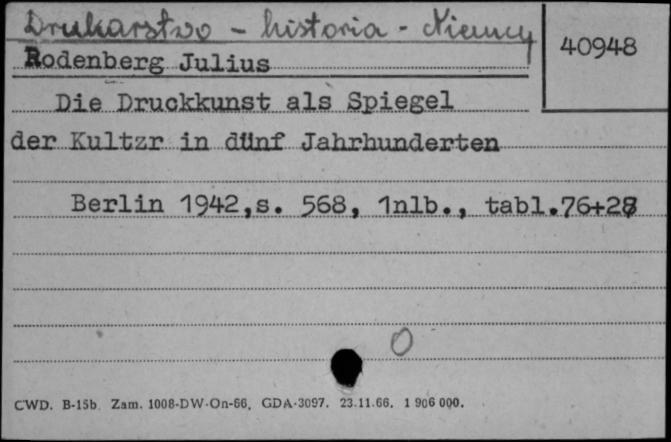 Drukarstwo - historia - Niemcy
40948
Rodenberg Julius
Die Druckkunst als Spiegel
der Kultzr in dünf Jahrhunderten
Berlin 1942,s. 568, 1nlb., tabl.76+28
0
CWD. B-15b. Zam. 1008-DW-On-66. GDA-3097. 23.11.66. 1 906 000.